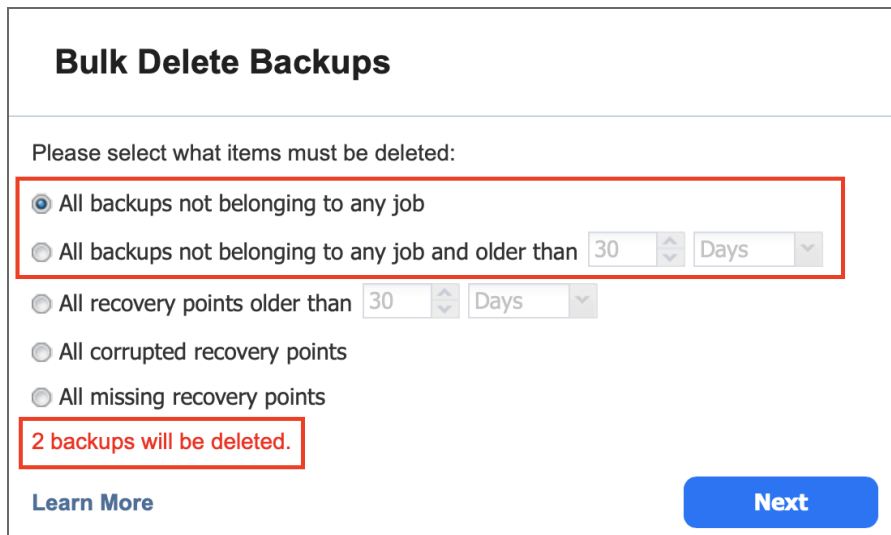 Bulk Delete Backups
Please select what items must be deleted:
All backups not belonging to any job
All backups not belonging to any job and older than 30 Days
All recovery points older than 30 Days
All corrupted recovery points
All missing recovery points
2 backups will be deleted.
Learn More Next